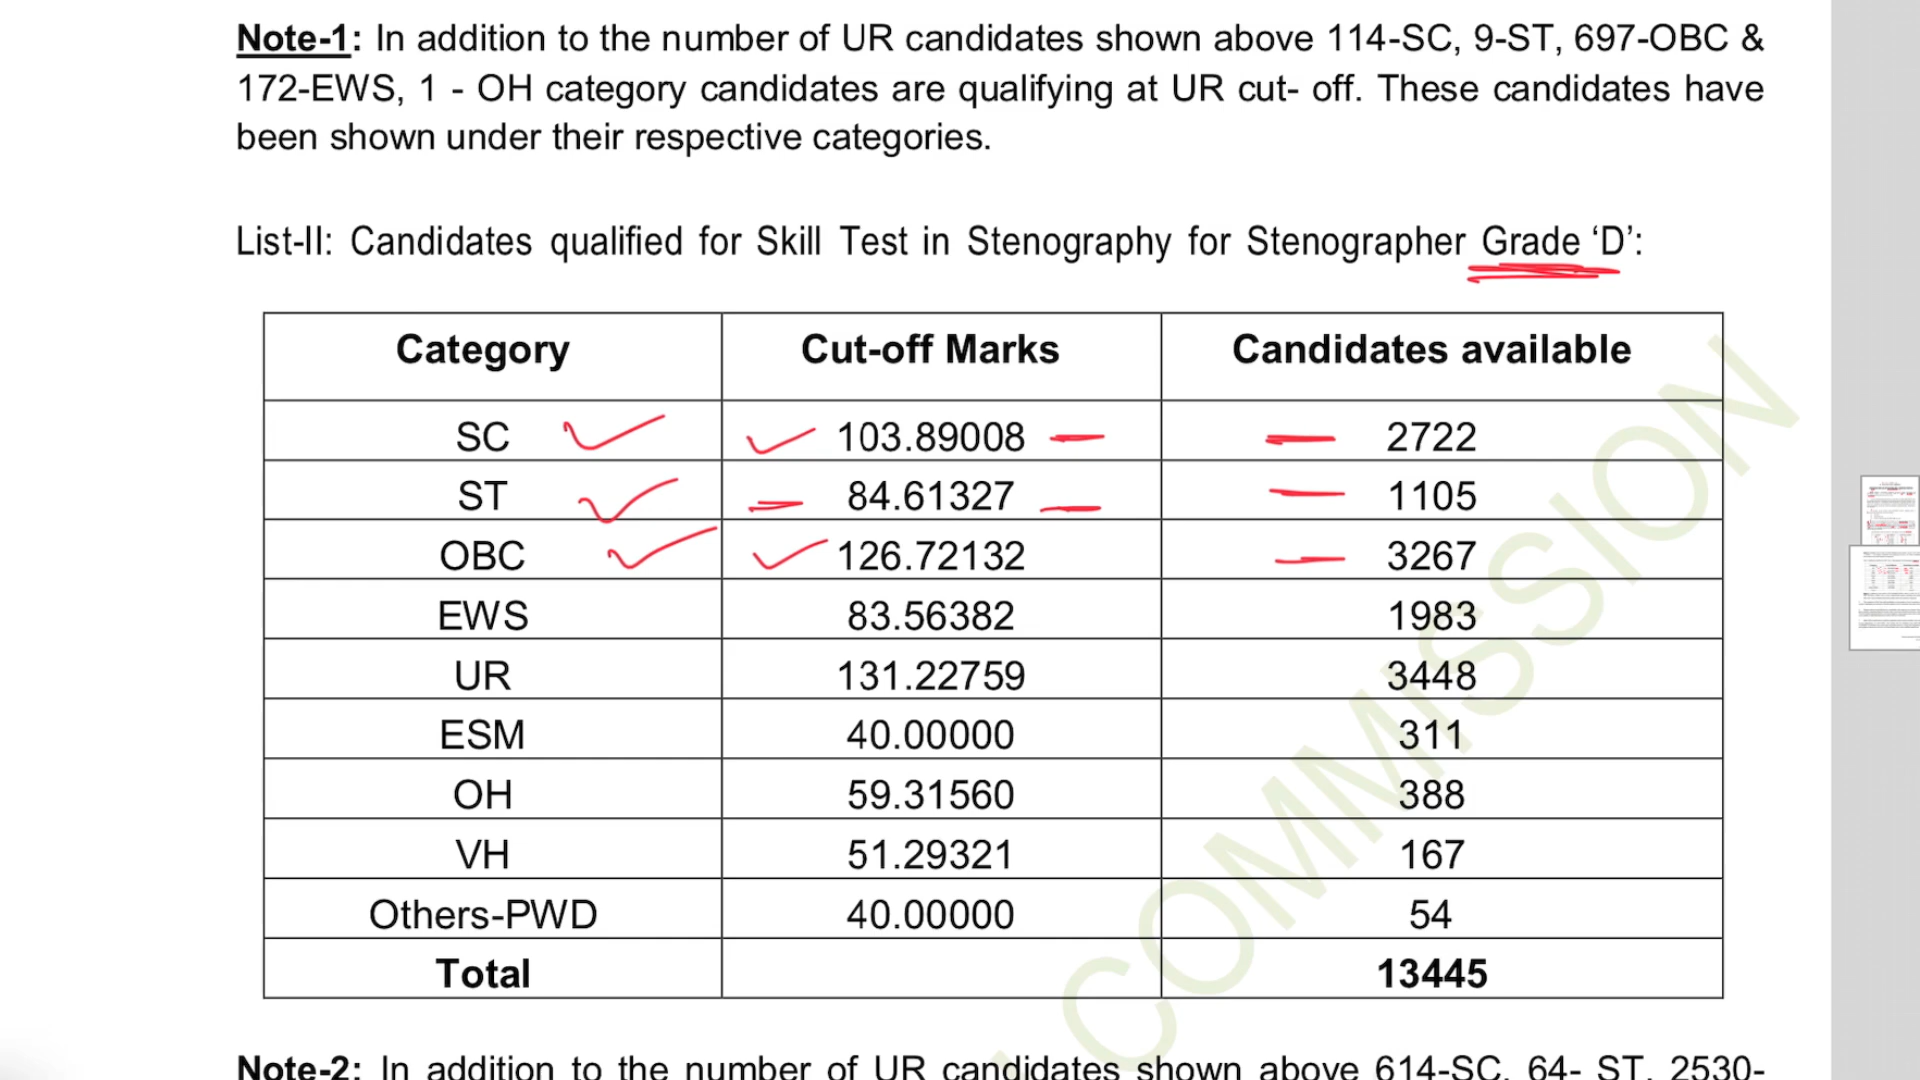 Note-1: In addition to the number of UR candidates shown above 114-SC, 9-ST, 697-OBC &
172-EWS, 1 - OH category candidates are qualifying at UR cut- off. These candidates have
been shown under their respective categories.
List-II: Candidates qualified for Skill Test in Stenography for Stenographer Grade ‘D’:
Category Cut-off Marks Candidates available
SC 103.89008 2722
ST 84.61327 1105
OBC 126.72132 3267
EWS 83.56382 1983
UR 131.22759 3448
ESM 40.00000 311
OH 59.31560 388
VH 51.29321 167
Others-PWD 40.00000 54
Total 13445
COMMISSION
Note-2: In addition to the number of UR candidates shown above 614-SC, 64- ST, 2530-